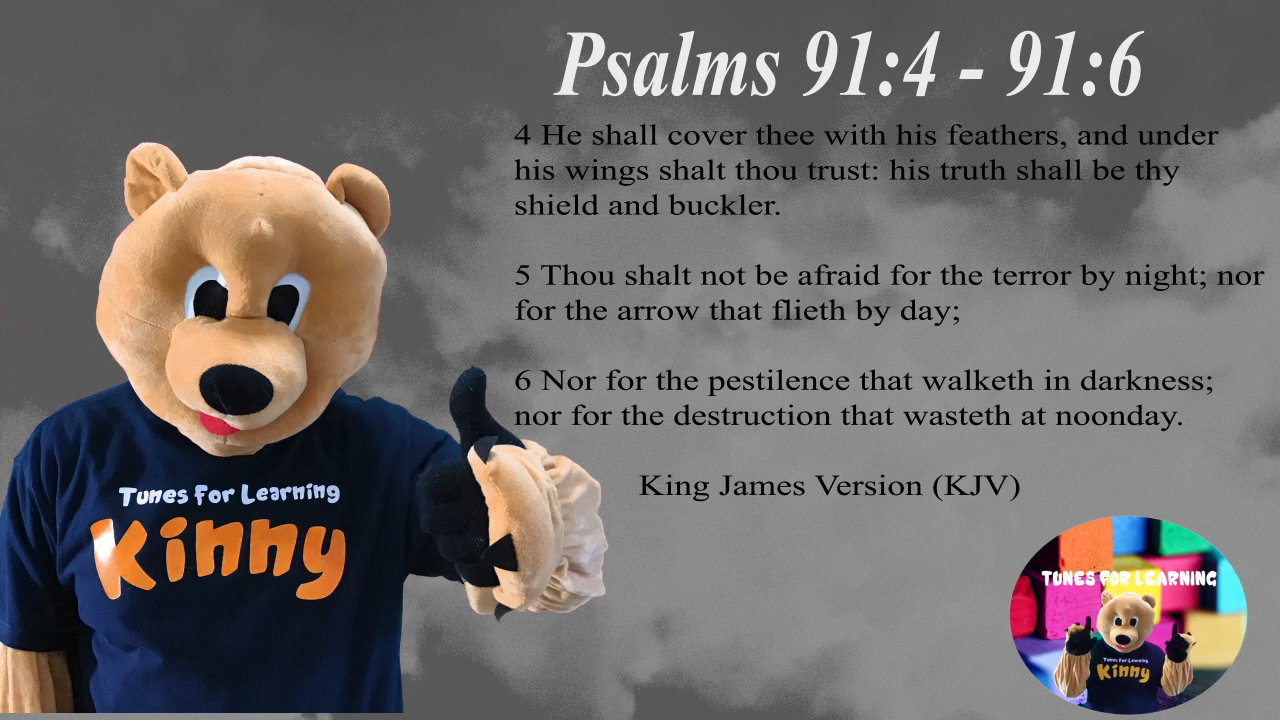 Psalms 91:4 - 91:6
4 He shall cover thee with his feathers, and under
his wings shalt thou trust: his truth shall be thy
shield and buckler.
5 Thou shalt not be afraid for the terror by night; nor
for the arrow that flieth by day;
6 Nor for the pestilence that walketh in darkness;
nor for the destruction that wasteth at noonday.
King James Version (KJV)
Tunes For Learning
Kinny
TUNES FOR LEARNING
Tunes For Learning
Kinny